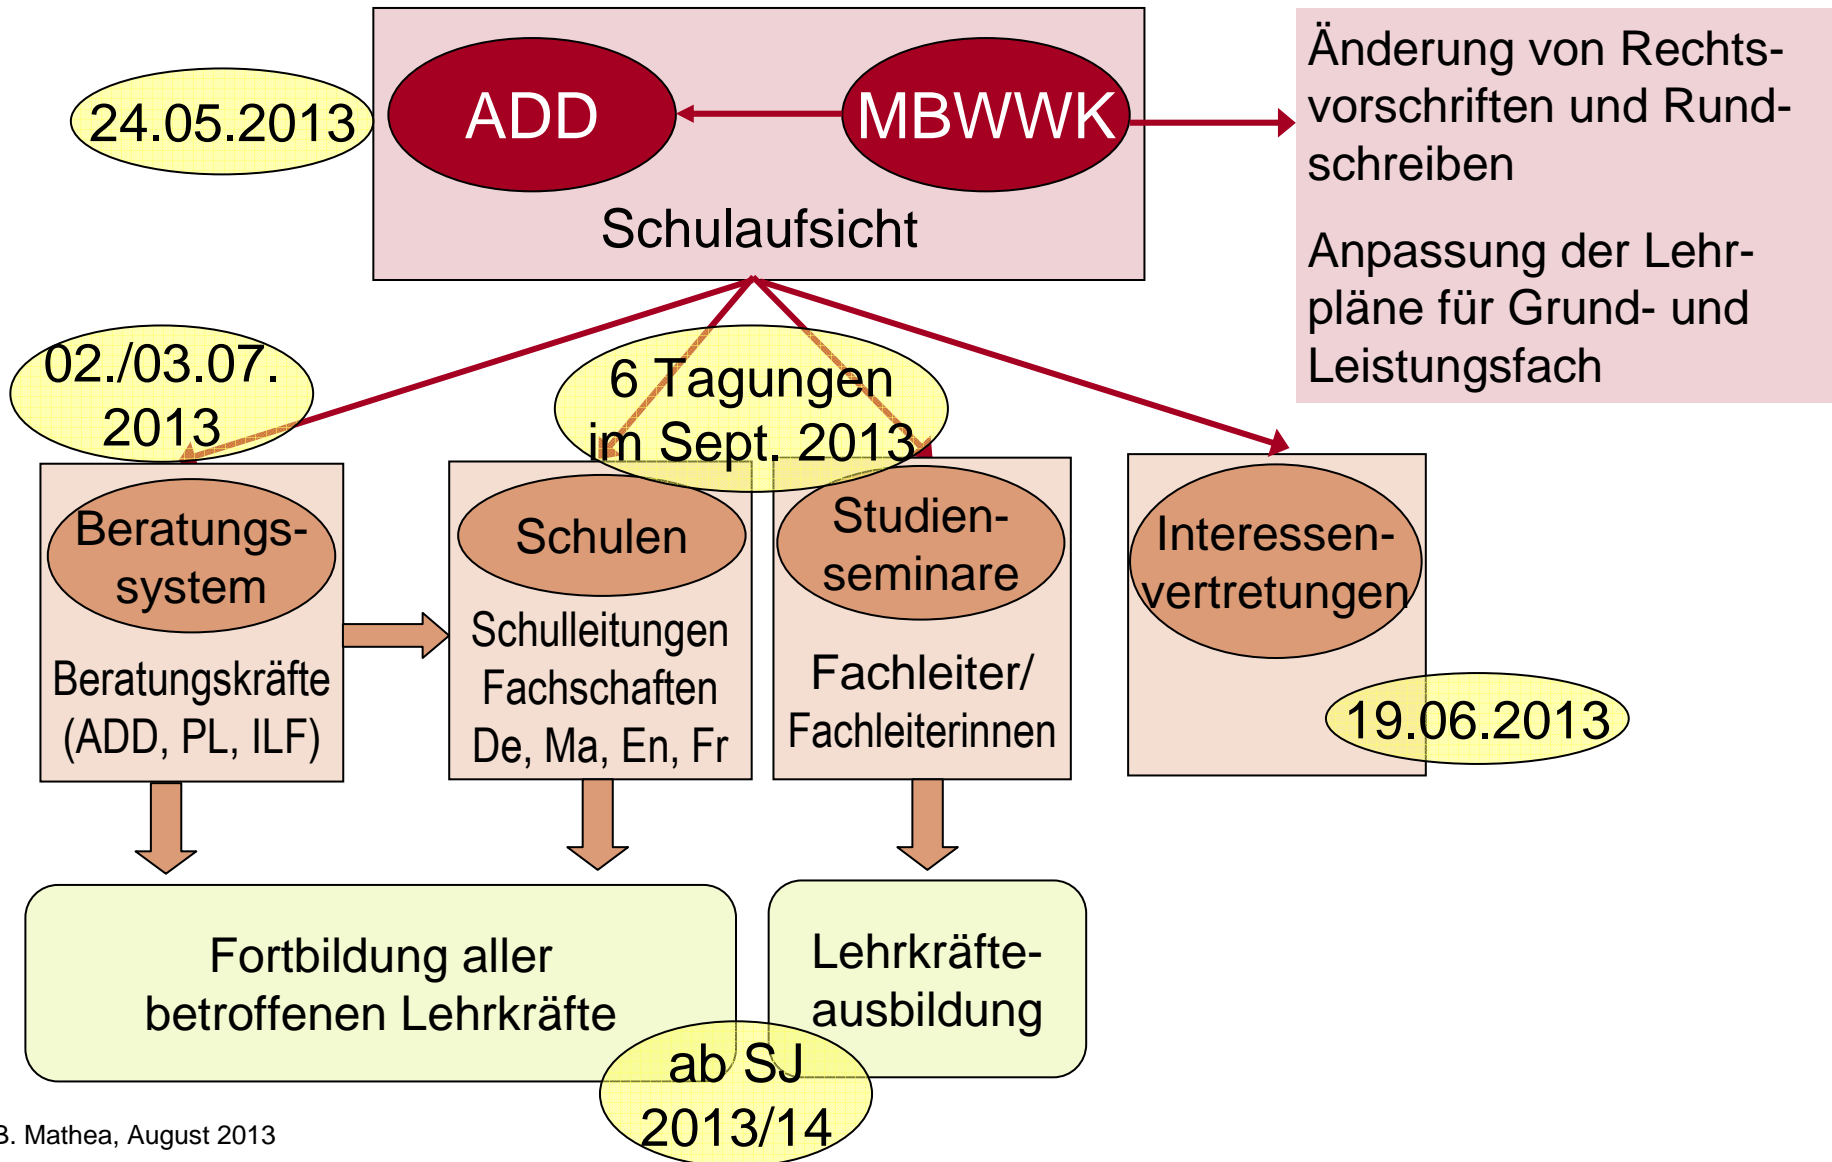 24.05.2013
ADD
MBWWK
Schulaufsicht
Änderung von Rechts-
vorschriften und Rund-
schreiben
Anpassung der Lehr-
pläne für Grund- und
Leistungsfach
02./03.07.
2013
6 Tagungen
im Sept. 2013
Beratungs-
system
Beratungskräfte
(ADD, PL, ILF)
Schulen
Schulleitungen
Fachschaften
De, Ma, En, Fr
Studien-
seminare
Fachleiter/
Fachleiterinnen
Interessen-
vertretungen
19.06.2013
Fortbildung aller
betroffenen Lehrkräfte
Lehrkräfte-
ausbildung
ab SJ
2013/14
B. Mathea, August 2013